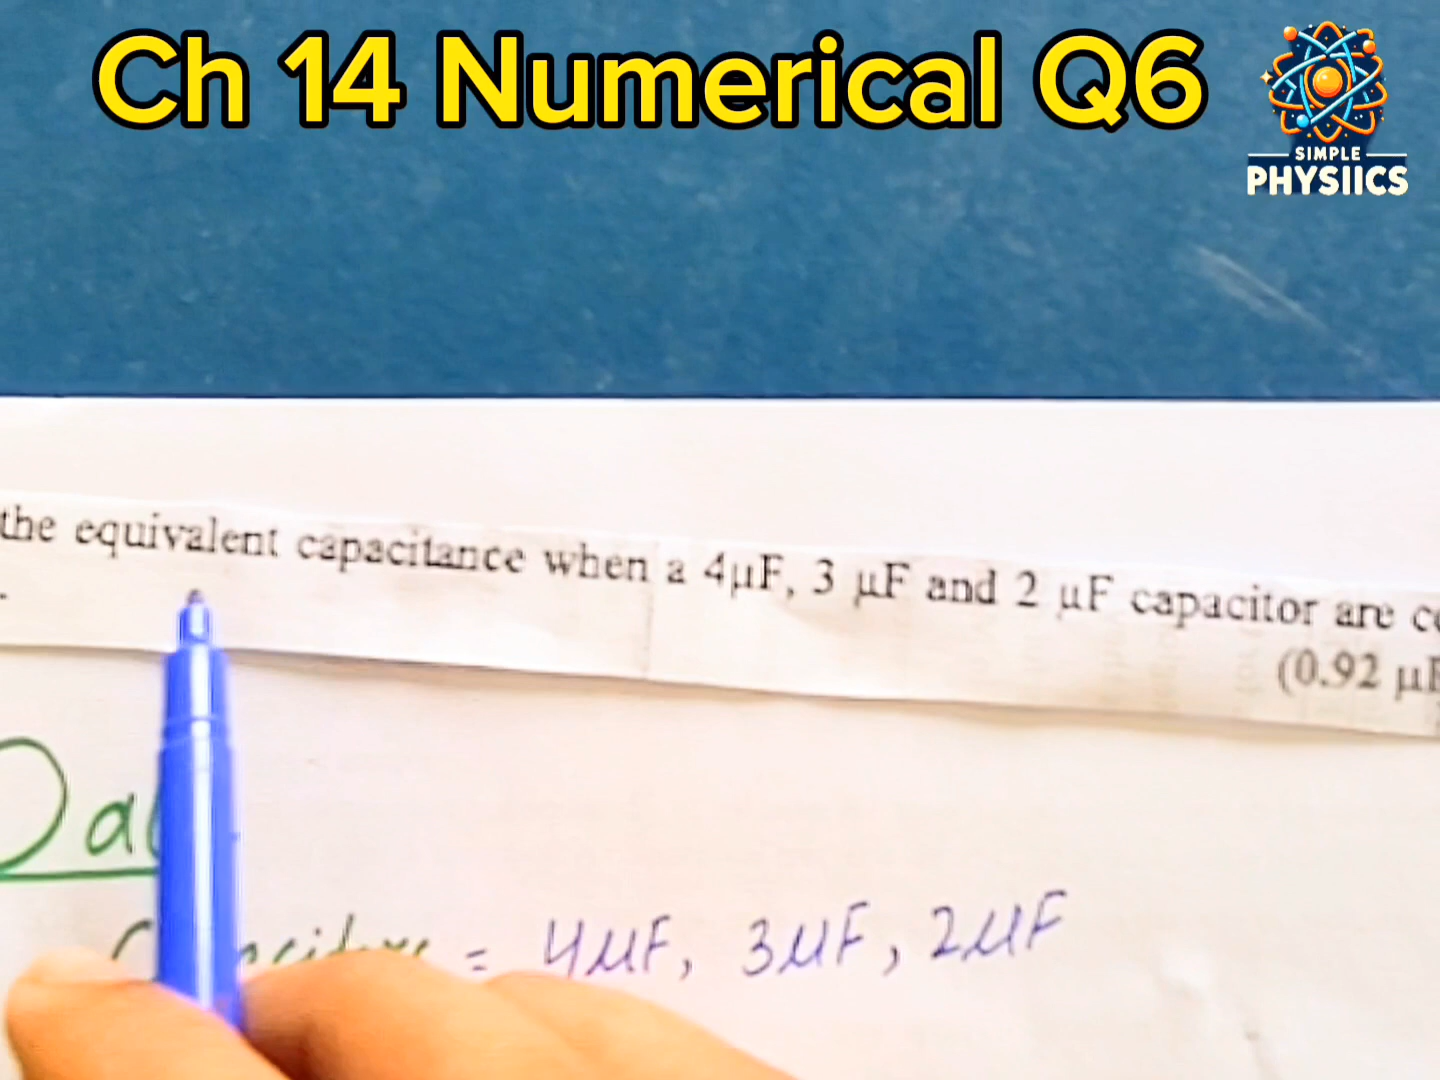 Ch 14 Numerical Q6
SIMPLE
PHYSIICS
the equivalent capacitance when a 4µF, 3 µF and 2 µF capacitor are
(0.92 µF
= 4µF, 3µF, 2µF